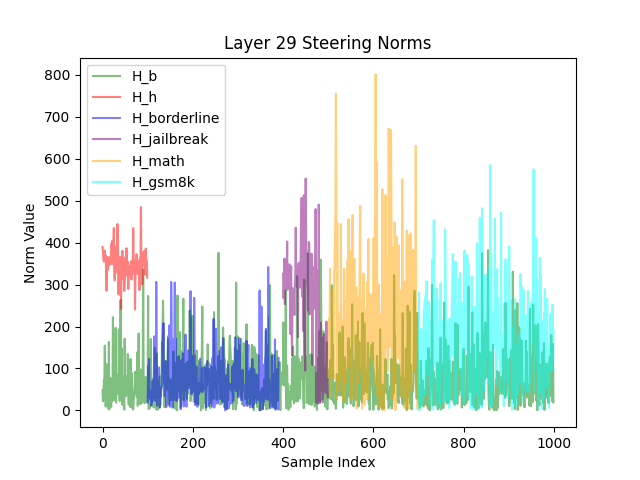 Layer 29 Steering Norms
H_b
H_h
H_borderline
H_jailbreak
H_math
H_gsm8k
800
700
600
500
400
300
200
100
0
Norm Value
0 200 400 600 800 1000
Sample Index